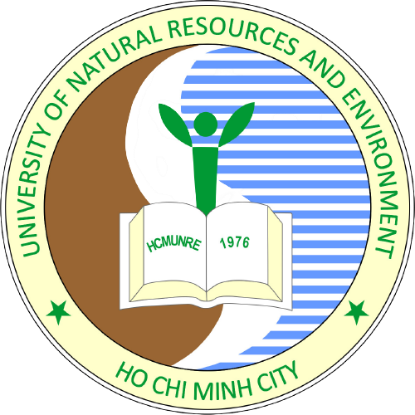 UNIVERSITY OF NATURAL RESOURCES AND ENVIRONMENT
HCMUNRE
1976
HO CHI MINH CITY